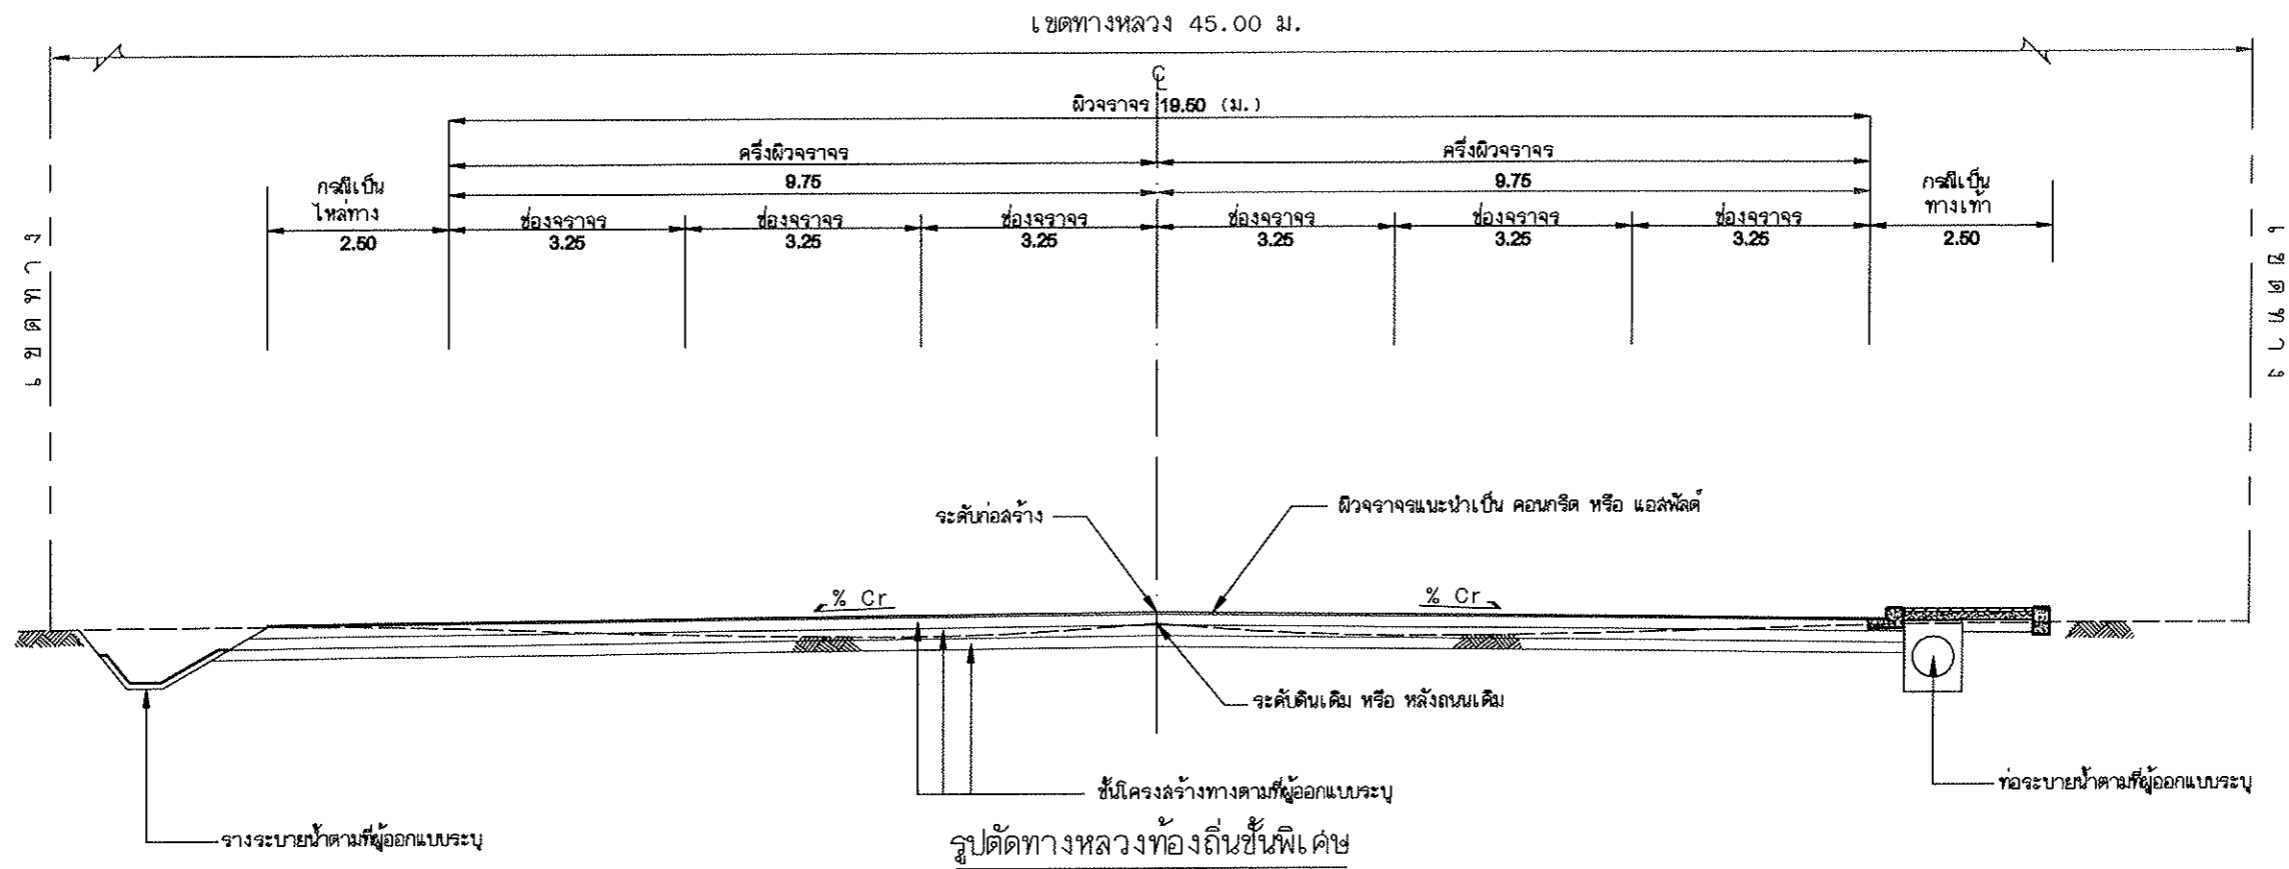 เขตทางหลวง 45.00 ม.
℄
ผิวจราจร 19.50 (ม.)
ครึ่งผิวจราจร
ครึ่งผิวจราจร
9.75
9.75
กรณีเป็น
ไหล่ทาง
2.50
กรณีเป็น
ทางเท้า
2.50
ช่องจราจร
3.25
ช่องจราจร
3.25
ช่องจราจร
3.25
ช่องจราจร
3.25
ช่องจราจร
3.25
ช่องจราจร
3.25
เขตทาง
เขตทาง
ระดับก่อสร้าง
ผิวจราจรแนะนำเป็น คอนกรีต หรือ แอสฟัลต์
% Cr
% Cr
ระดับดินเดิม หรือ หลังถนนเดิม
ชั้นโครงสร้างทางตามที่ผู้ออกแบบระบุ
ท่อระบายน้ำตามที่ผู้ออกแบบระบุ
รางระบายน้ำตามที่ผู้ออกแบบระบุ
รูปตัดทางหลวงท้องถิ่นชั้นพิเศษ